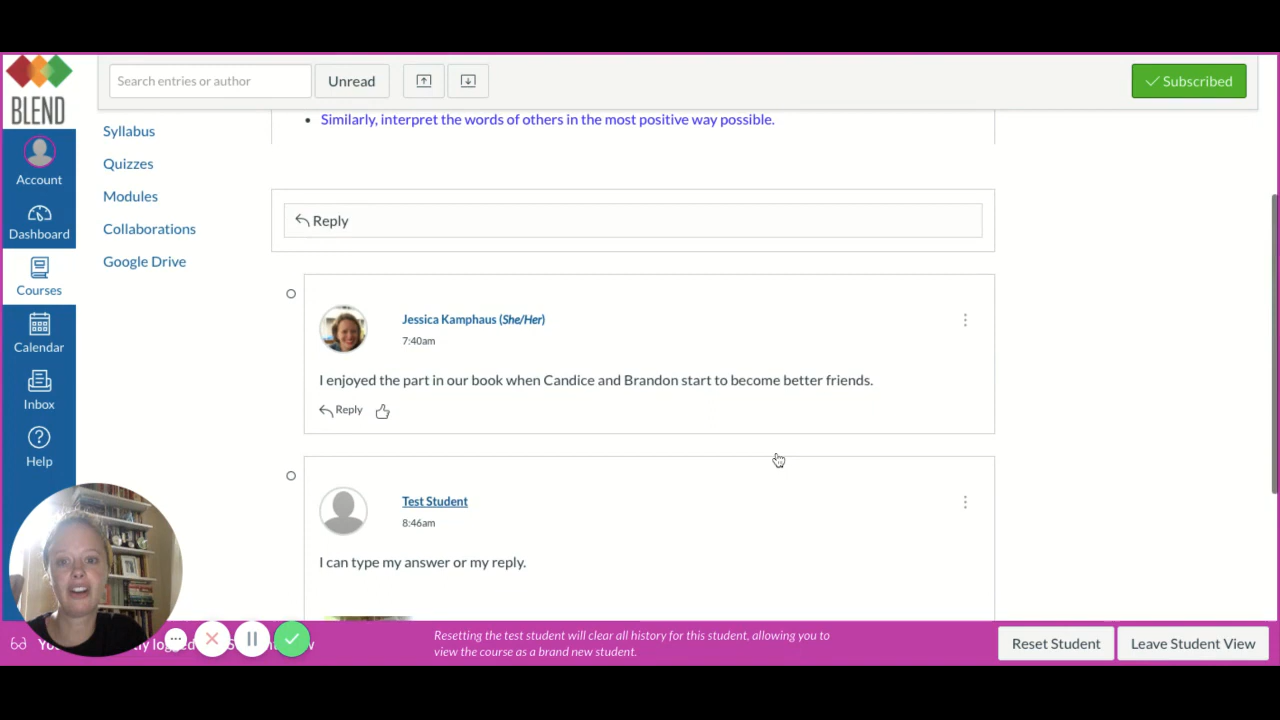 BLEND
Account
Dashboard
Courses
Calendar
Inbox
Help
Syllabus
Quizzes
Modules
Collaborations
Google Drive
Search entries or author
Unread
Subscribed
Similarly, interpret the words of others in the most positive way possible.
Reply
Jessica Kamphaus (She/Her)
7:40am
I enjoyed the part in our book when Candice and Brandon start to become better friends.
Reply
Test Student
8:46am
I can type my answer or my reply.
Resetting the test student will clear all history for this student, allowing you to
view the course as a brand new student.
Reset Student
Leave Student View